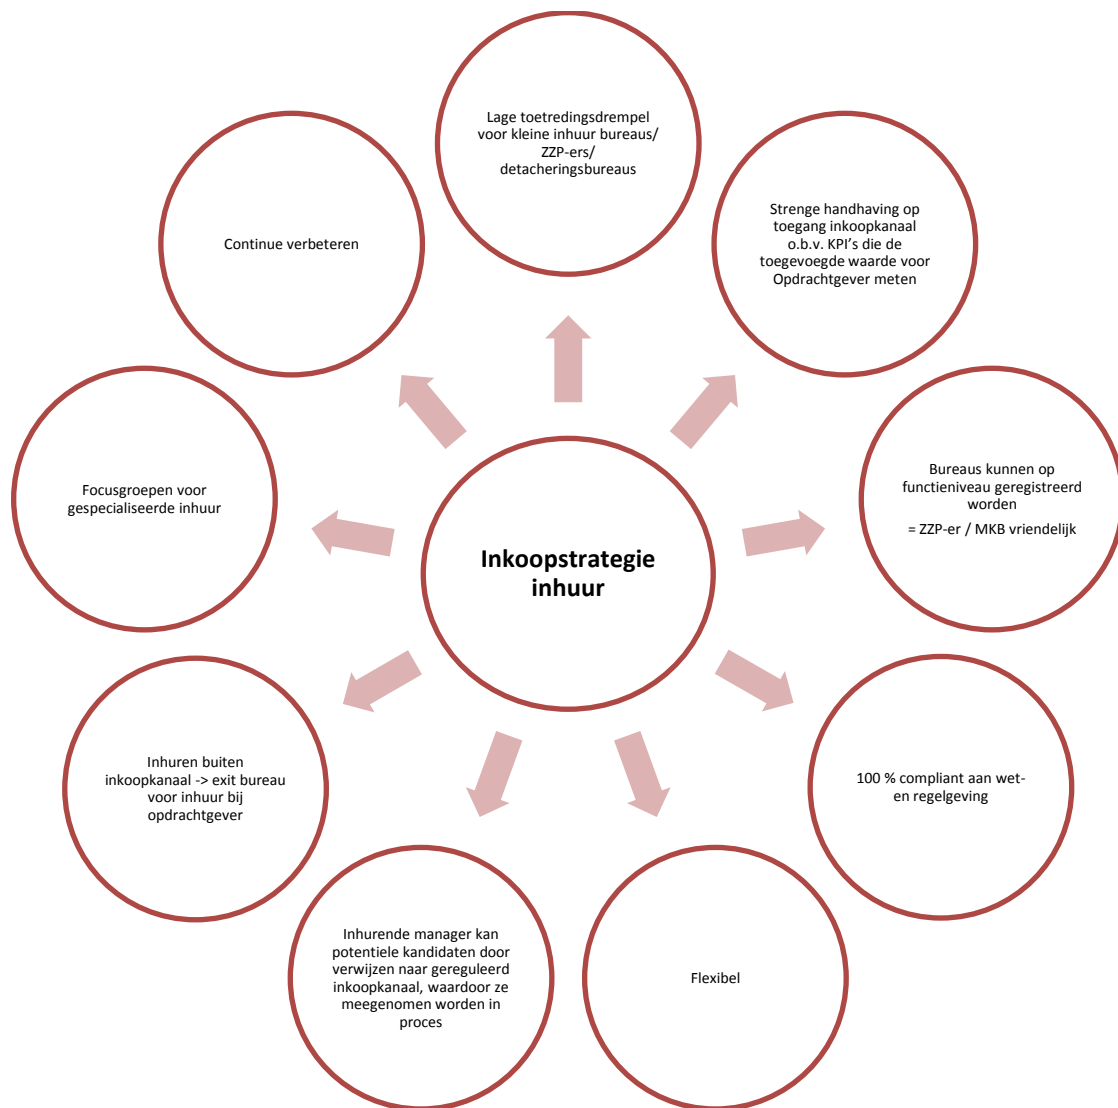 Lage toetredingsdrempel
voor kleine inhuur bureaus/
ZZP-ers/
detacheringsbureaus
Strenge handhaving op
toegang inkoopkanaal
o.b.v. KPI's die de
toegevoegde waarde voor
Opdrachtgever meten
Bureaus kunnen op
functieniveau geregistreerd
worden
= ZZP-er / MKB vriendelijk
100 % compliant aan wet-
en regelgeving
Flexibel
Inhurende manager kan
potentiele kandidaten door
verwijzen naar gereguleerd
inkoopkanaal, waardoor ze
meegenomen worden in
proces
Inhuren buiten
inkoopkanaal -> exit bureau
voor inhuur bij
opdrachtgever
Focusgroepen voor
gespecialiseerde inhuur
Continue verbeteren
Inkoopstrategie
inhuur